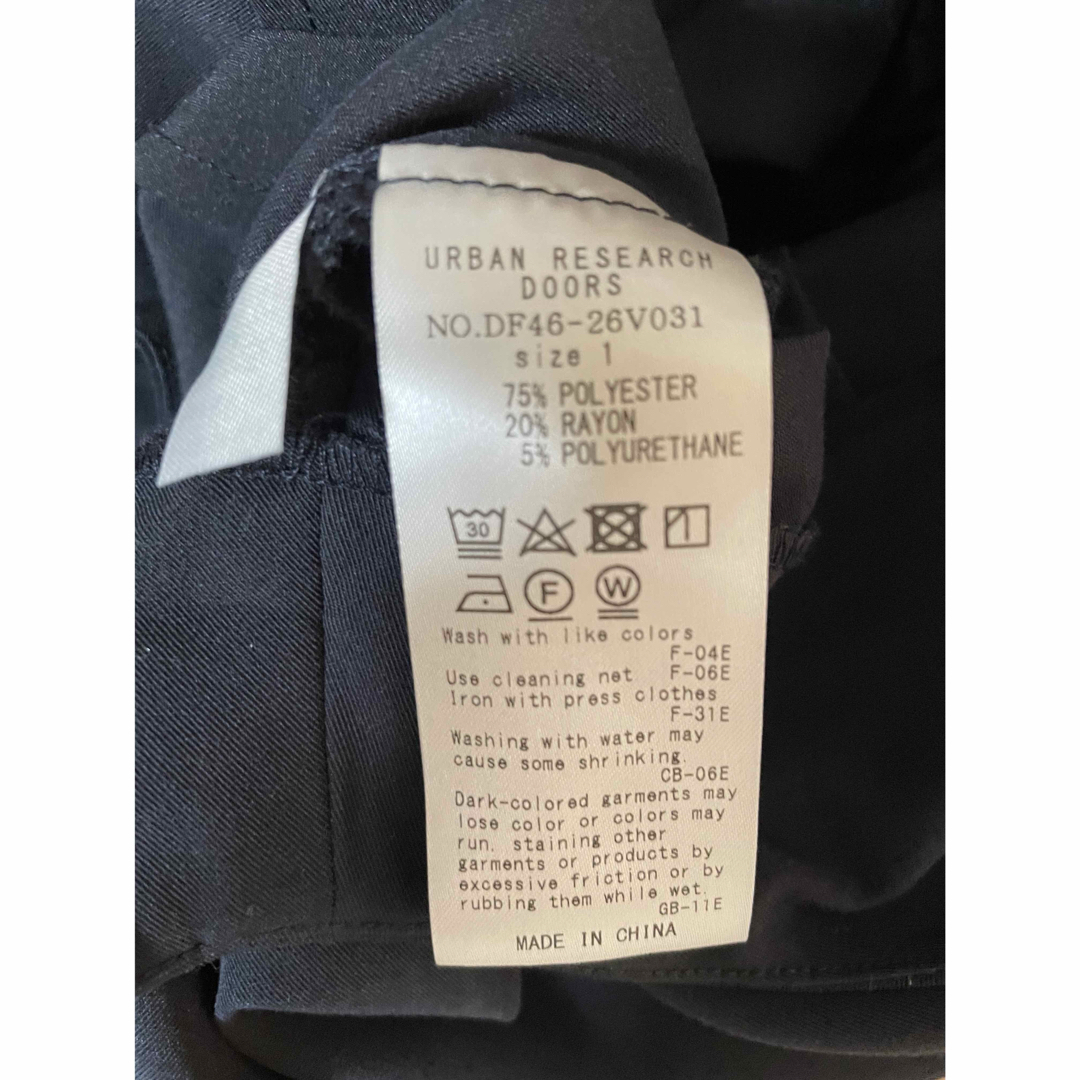 URBAN RESEARCH
DOORS
NO.DF46-26V031
size 1
75% POLYESTER
20% RAYON
5% POLYURETHANE
30
F W
Wash with like colors
F-04E
Use cleaning net F-06E
Iron with press clothes
F-31E
Washing with water may
cause some shrinking.
CB-06E
Dark-colored garments may
lose color or colors may
run. staining other
garments or products by
excessive friction or by
rubbing them while wet.
GB-11E
MADE IN CHINA